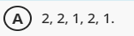 A 2, 2, 1, 2, 1.